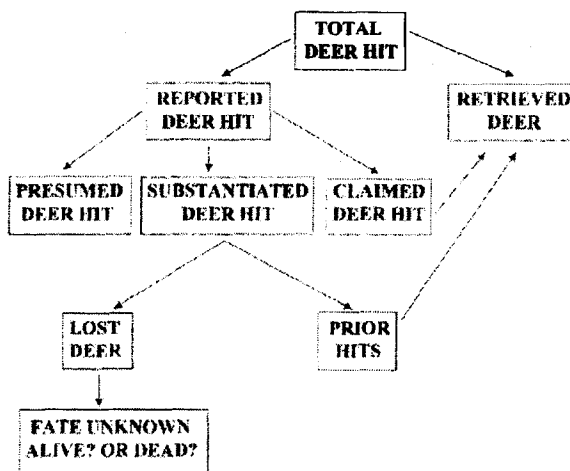 TOTAL
DEER HIT
REPORTED
DEER HIT
RETRIEVED
DEER
PRESUMED
DEER HIT
SUBSTANTIATED
DEER HIT
CLAIMED
DEER HIT
LOST
DEER
PRIOR
HITS
FATE UNKNOWN
ALIVE? OR DEAD?